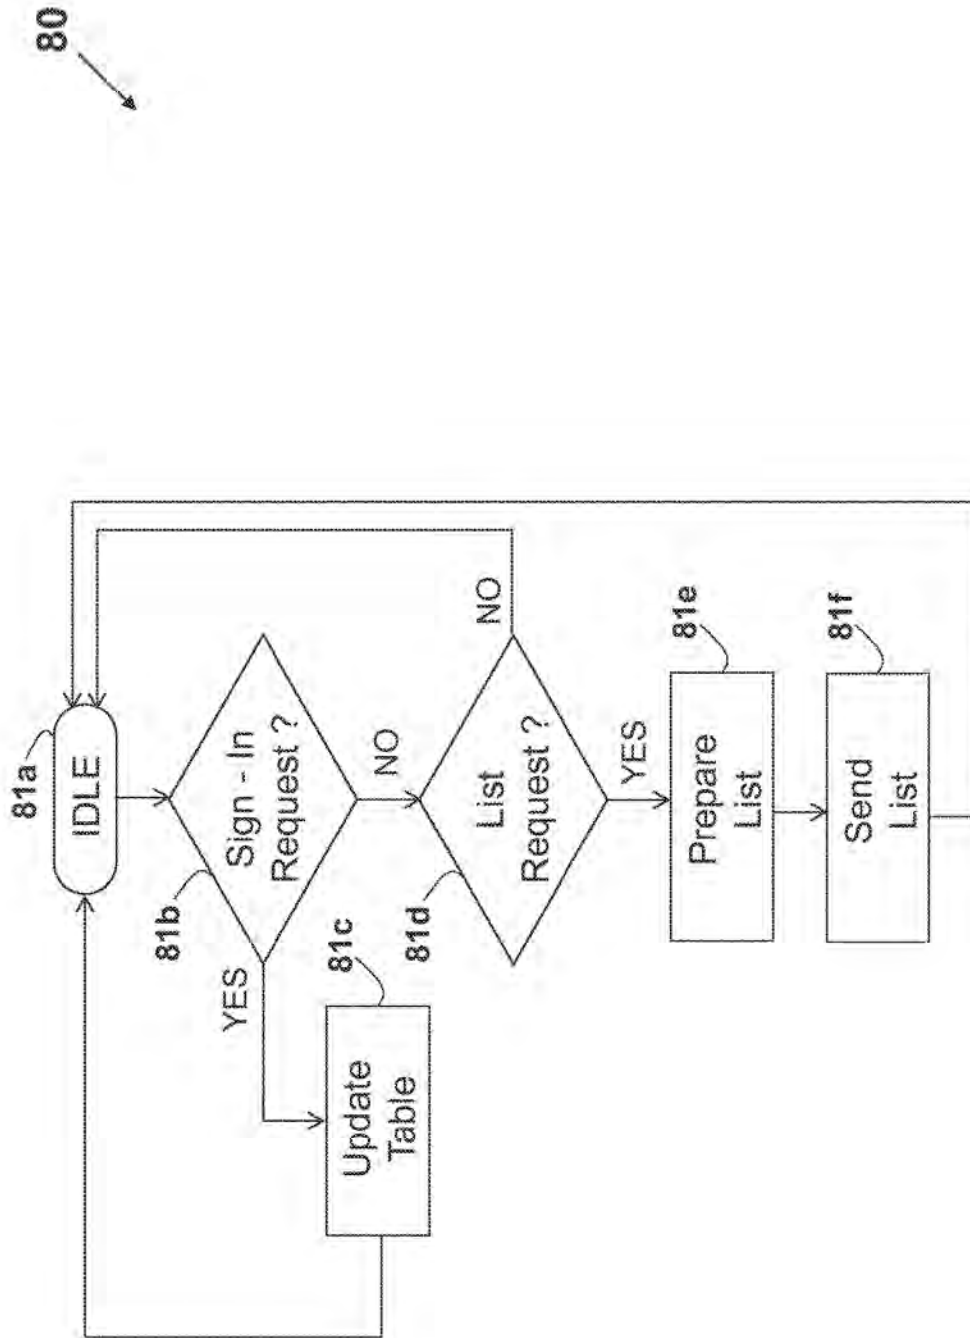 80
81a
IDLE
Sign - In
Request ?
81b
YES
NO
Update
Table
81c
List
Request ?
81d
NO
YES
Prepare
List
81e
Send
List
81f